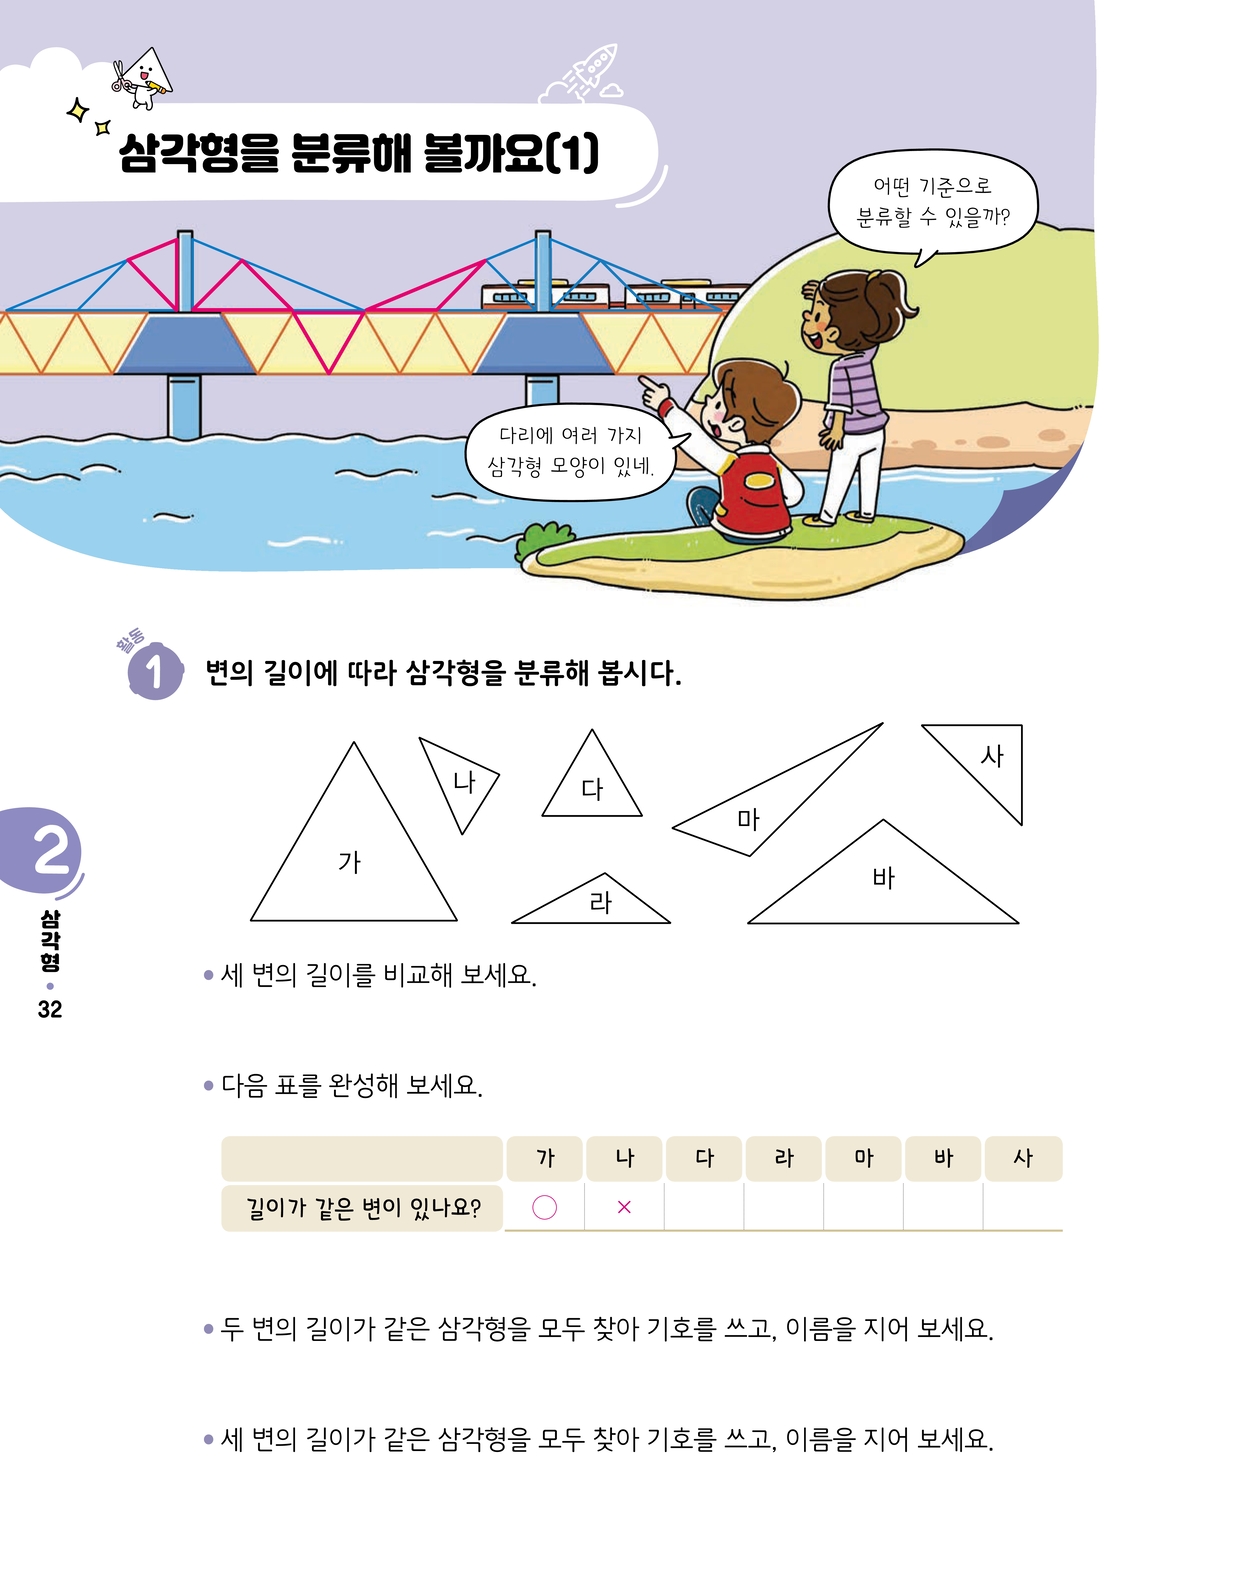 삼각형을 분류해 볼까요(1)
어떤 기준으로
분류할 수 있을까?
다리에 여러 가지
삼각형 모양이 있네.
활동
1 변의 길이에 따라 삼각형을 분류해 봅시다.
가
나
다
라
마
바
사
2
삼각형
•
32
• 세 변의 길이를 비교해 보세요.
• 다음 표를 완성해 보세요.
가 나 다 라 마 바 사
길이가 같은 변이 있나요? ○ ×
• 두 변의 길이가 같은 삼각형을 모두 찾아 기호를 쓰고, 이름을 지어 보세요.
• 세 변의 길이가 같은 삼각형을 모두 찾아 기호를 쓰고, 이름을 지어 보세요.